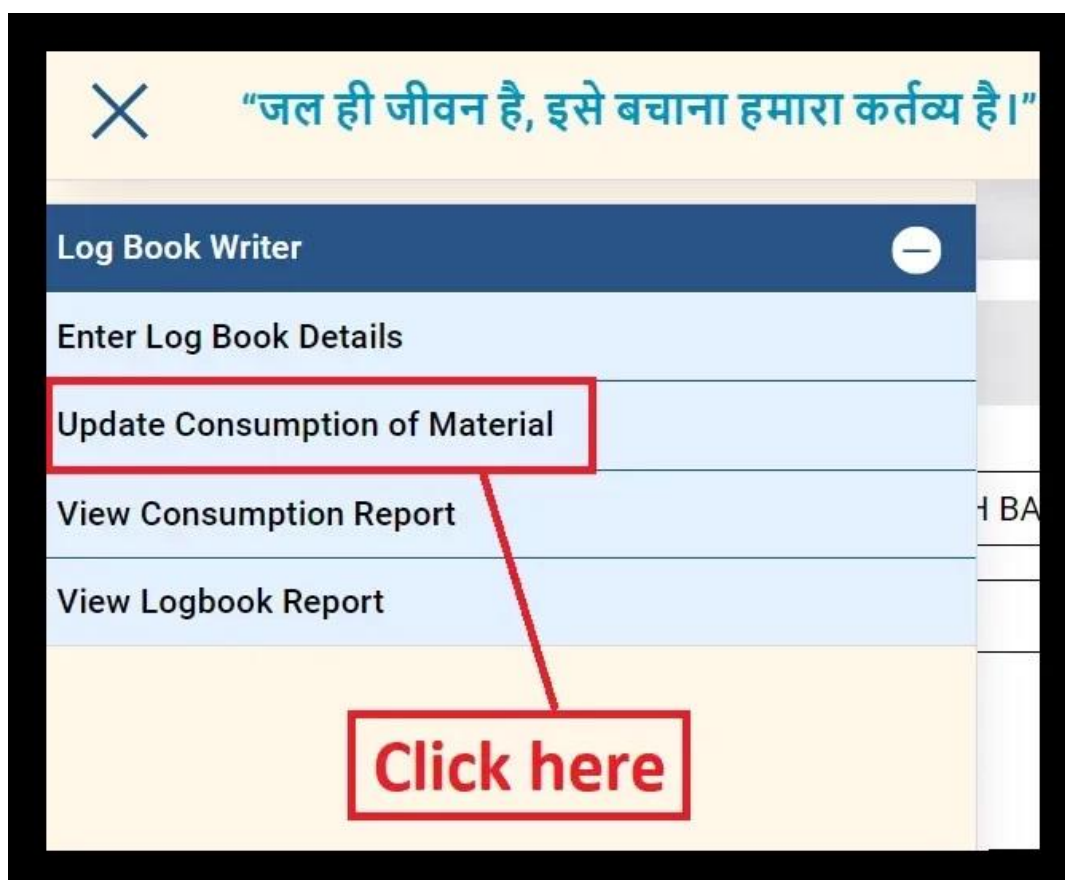 “जल ही जीवन है, इसे बचाना हमारा कर्तव्य है।”
Log Book Writer
Enter Log Book Details
Update Consumption of Material
View Consumption Report
View Logbook Report
Click here